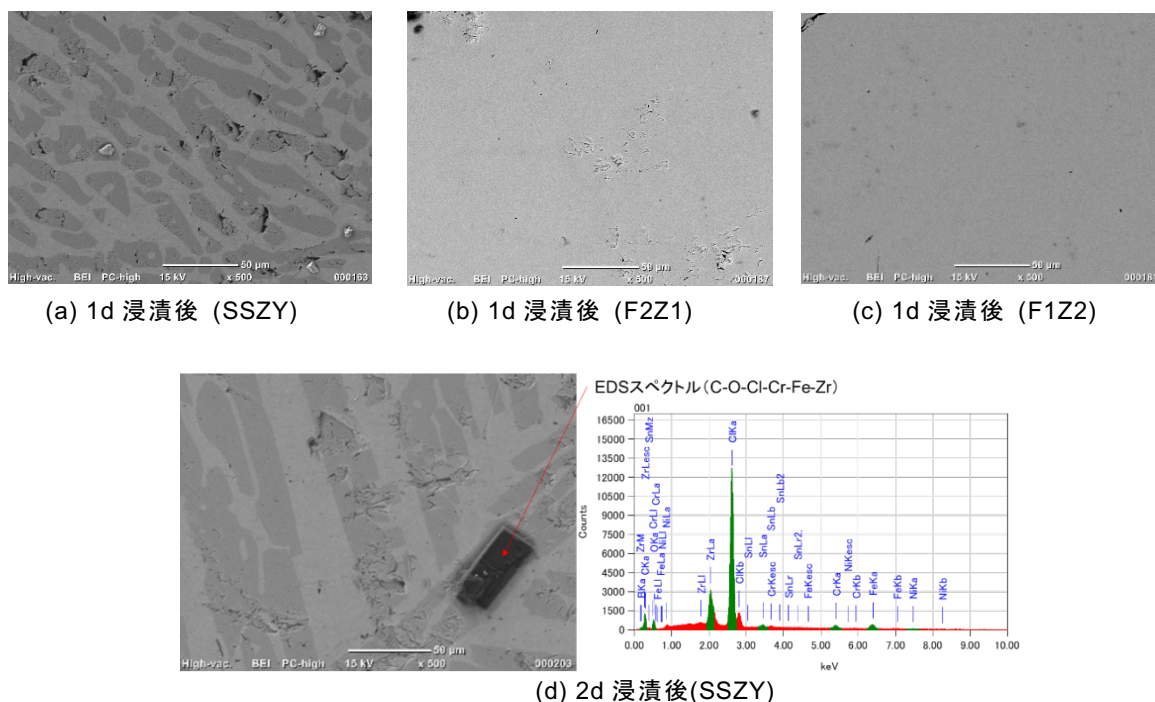 High-vac. BEI PC-high 15 kV 50 µm x 500 000163
High-vac. BEI PC-high 15 kV 50 µm x 500 000187
High-vac. BEI PC-high 15 kV 50 µm x 500
(a) 1d 浸漬後 (SSZY)
(b) 1d 浸漬後 (F2Z1)
(c) 1d 浸漬後 (F1Z2)
EDSスペクトル(C-O-Cl-Cr-Fe-Zr)
001
16500
15000
13500
12000
10500
9000
7500
6000
4500
3000
1500
0
Counts
ZrM
ZrLesc
SnMz
CKa
OKa
CrLl
CrLa
FeLl
FeLa
NiLl
NiLa
ZrLl
ZrLa
ClKa
ClKb
SnLl
SnLa
CrKesc
SnLb
SnLb2
SnLr
SnLr2.
FeKesc
CrKa
NiKesc
CrKb
FeKa
FeKb
NiKa
NiKb
0.00 1.00 2.00 3.00 4.00 5.00 6.00 7.00 8.00 9.00 10.00
keV
High-vac. BEI PC-high 15 kV 50 µm x 500 000203
(d) 2d 浸漬後(SSZY)